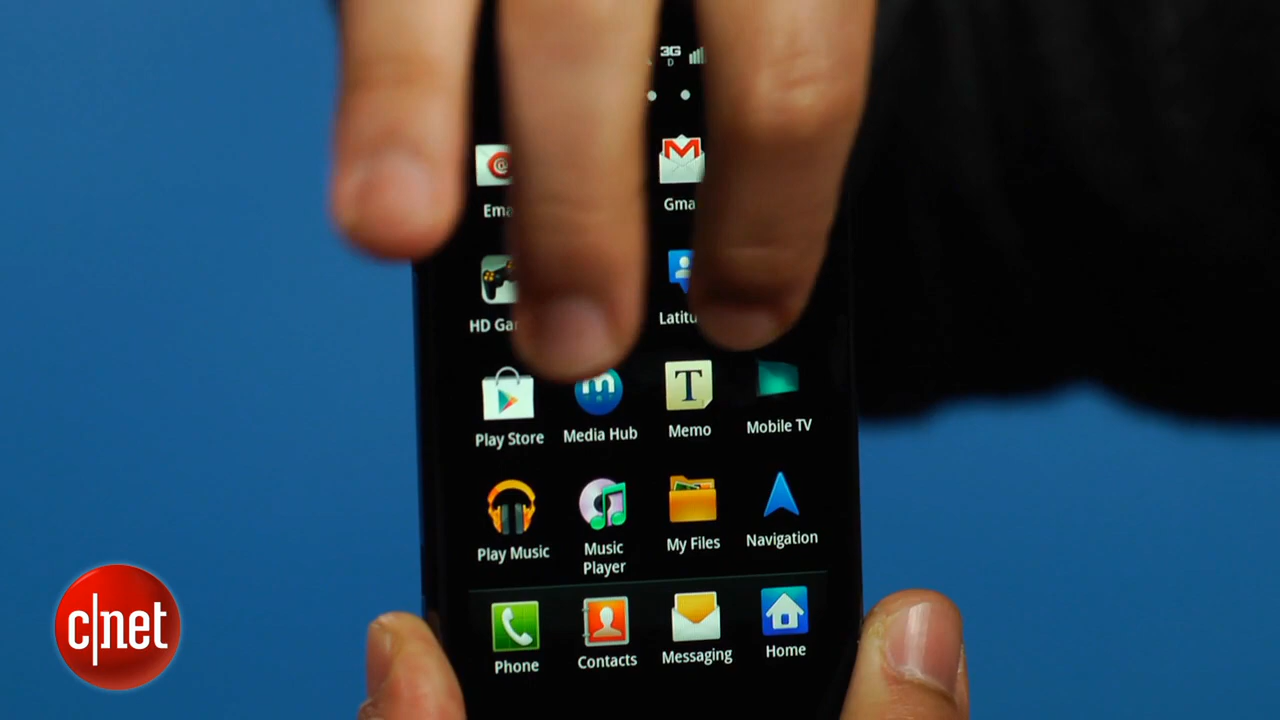 3G
D
Ema
Gma
HD Ga
Latitu
T
m
Play Store
Media Hub
Memo
Mobile TV
Play Music
Music
Player
My Files
Navigation
Phone
Contacts
Messaging
Home
c|net